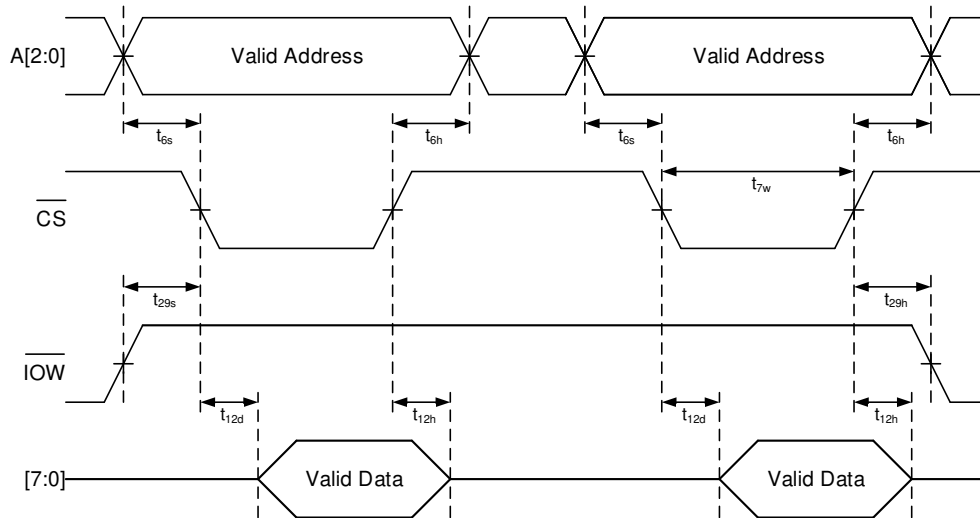 A[2:0] Valid Address Valid Address
t6s t6h t6s t6h
t7w
CS
t29s t29h
IOW
t12d t12h t12d t12h
[7:0] Valid Data Valid Data